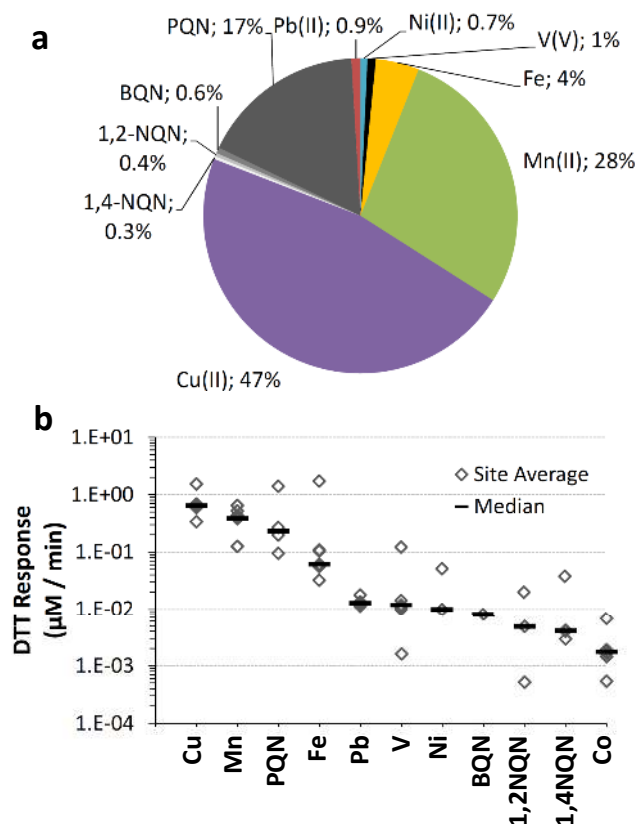 a
PQN; 17%
Pb(II); 0.9%
Ni(II); 0.7%
V(V); 1%
Fe; 4%
BQN; 0.6%
1,2-NQN;
0.4%
Mn(II); 28%
1,4-NQN;
0.3%
Cu(II); 47%
b
DTT Response
(µM / min)
1.E+01
1.E+00
1.E-01
1.E-02
1.E-03
1.E-04
Site Average
Median
Cu
Mn
PQN
Fe
Pb
V
Ni
BQN
1,2NQN
1,4NQN
Co